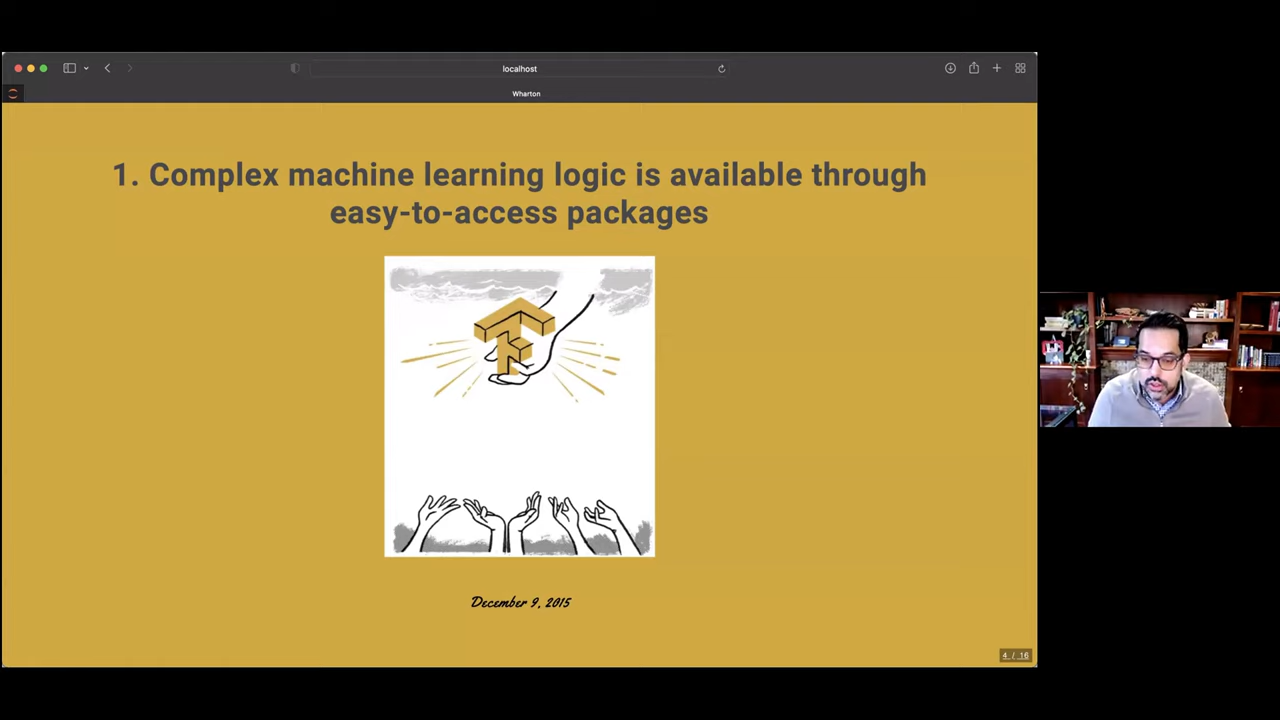 localhost
Wharton
1. Complex machine learning logic is available through
easy-to-access packages
December 9, 2015
4 / 16